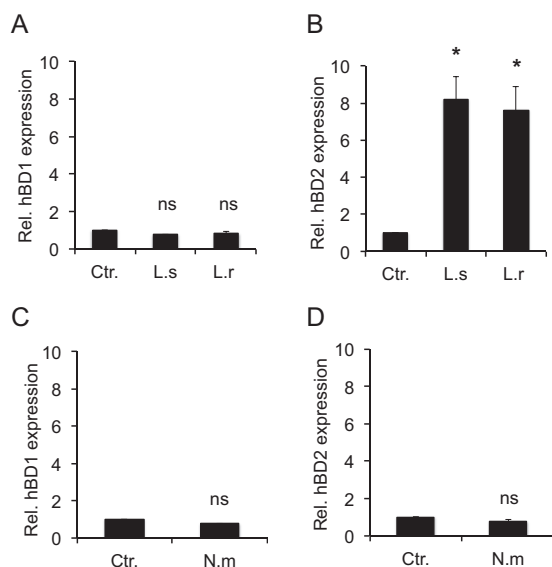 A
Rel. hBD1 expression
10
8
6
4
2
0
ns
ns
Ctr.
L.s
L.r
B
Rel. hBD2 expression
10
8
6
4
2
0
*
*
Ctr.
L.s
L.r
C
Rel. hBD1 expression
10
8
6
4
2
0
ns
Ctr.
N.m
D
Rel. hBD2 expression
10
8
6
4
2
0
ns
Ctr.
N.m